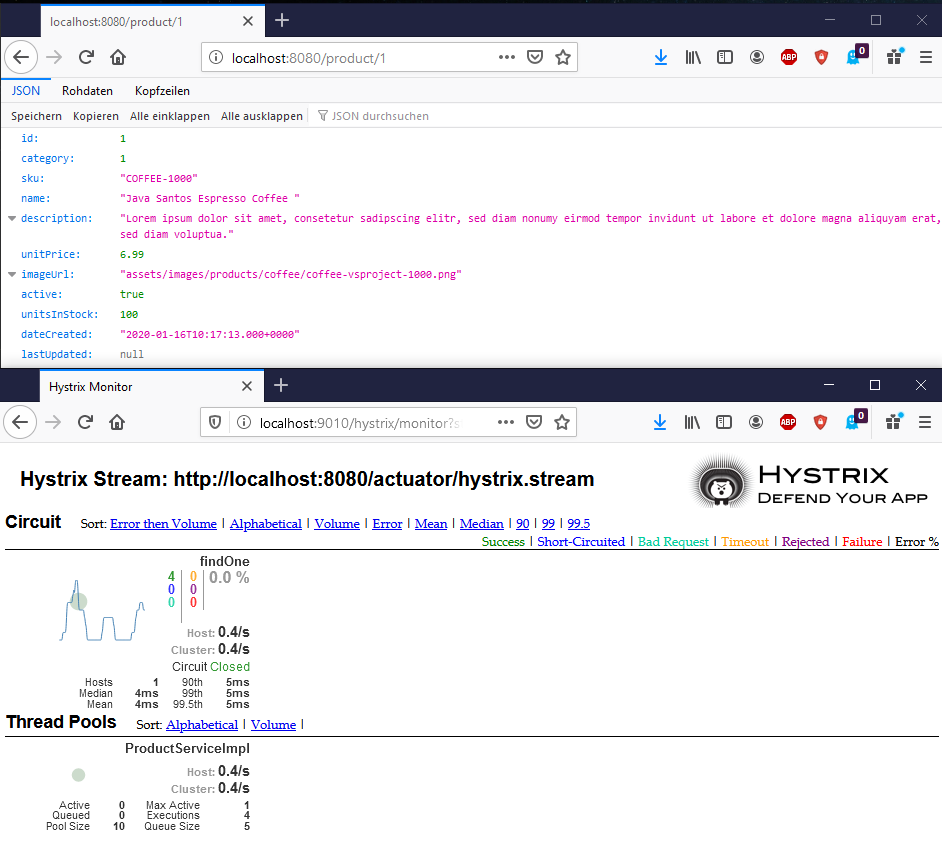 localhost:8080/product/1
localhost:8080/product/1
ABP
0
JSON Rohdaten Kopfzeilen
Speichern Kopieren Alle einklappen Alle ausklappen JSON durchsuchen
id: 1
category: 1
sku: "COFFEE-1000"
name: "Java Santos Espresso Coffee "
description: "Lorem ipsum dolor sit amet, consetetur sadipscing elitr, sed diam nonumy eirmod tempor invidunt ut labore et dolore magna aliquyam erat,
sed diam voluptua."
unitPrice: 6.99
imageUrl: "assets/images/products/coffee/coffee-vsproject-1000.png"
active: true
unitsInStock: 100
dateCreated: "2020-01-16T10:17:13.000+0000"
lastUpdated: null
Hystrix Monitor
localhost:9010/hystrix/monitor?s
ABP
0
Hystrix Stream: http://localhost:8080/actuator/hystrix.stream
HYSTRIX
DEFEND YOUR APP
Circuit Sort: Error then Volume | Alphabetical | Volume | Error | Mean | Median | 90 | 99 | 99.5
Success | Short-Circuited | Bad Request | Timeout | Rejected | Failure | Error %
findOne
4 0 0.0 %
0 0
0 0
Host: 0.4/s
Cluster: 0.4/s
Circuit Closed
Hosts 1 90th 5ms
Median 4ms 99th 5ms
Mean 4ms 99.5th 5ms
Thread Pools Sort: Alphabetical | Volume |
ProductServiceImpl
Host: 0.4/s
Cluster: 0.4/s
Active 0 Max Active 1
Queued 0 Executions 4
Pool Size 10 Queue Size 5